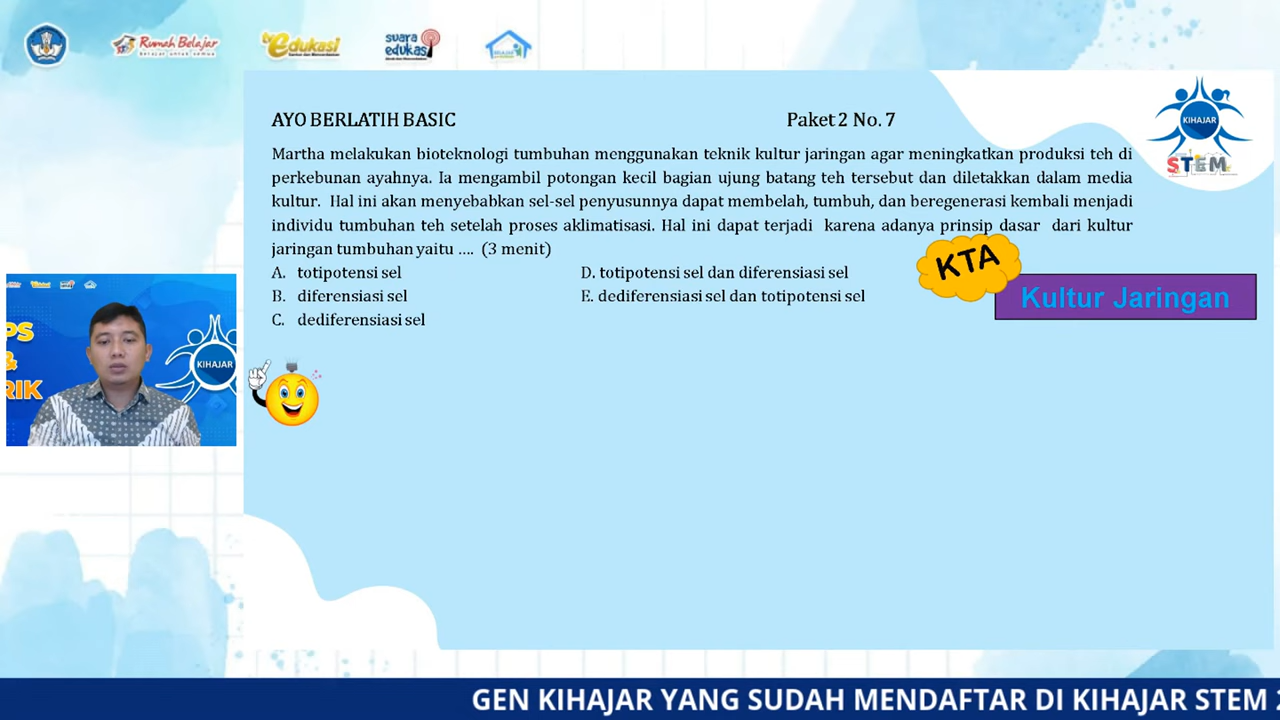 Rumah Belajar
Belajar untuk semua
tv Edukasi
suara
edukasi
AYO BERLATIH BASIC
Paket 2 No. 7
KIHAJAR
STEM
Martha melakukan bioteknologi tumbuhan menggunakan teknik kultur jaringan agar meningkatkan produksi teh di
perkebunan ayahnya. Ia mengambil potongan kecil bagian ujung batang teh tersebut dan diletakkan dalam media
kultur. Hal ini akan menyebabkan sel-sel penyusunnya dapat membelah, tumbuh, dan beregenerasi kembali menjadi
individu tumbuhan teh setelah proses aklimatisasi. Hal ini dapat terjadi karena adanya prinsip dasar dari kultur
jaringan tumbuhan yaitu .... (3 menit)
A. totipotensi sel
B. diferensiasi sel
C. dediferensiasi sel
D. totipotensi sel dan diferensiasi sel
E. dediferensiasi sel dan totipotensi sel
KTA
Kultur Jaringan
PS
&
RIK
KIHAJAR
GEN KIHAJAR YANG SUDAH MENDAFTAR DI KIHAJAR STEM